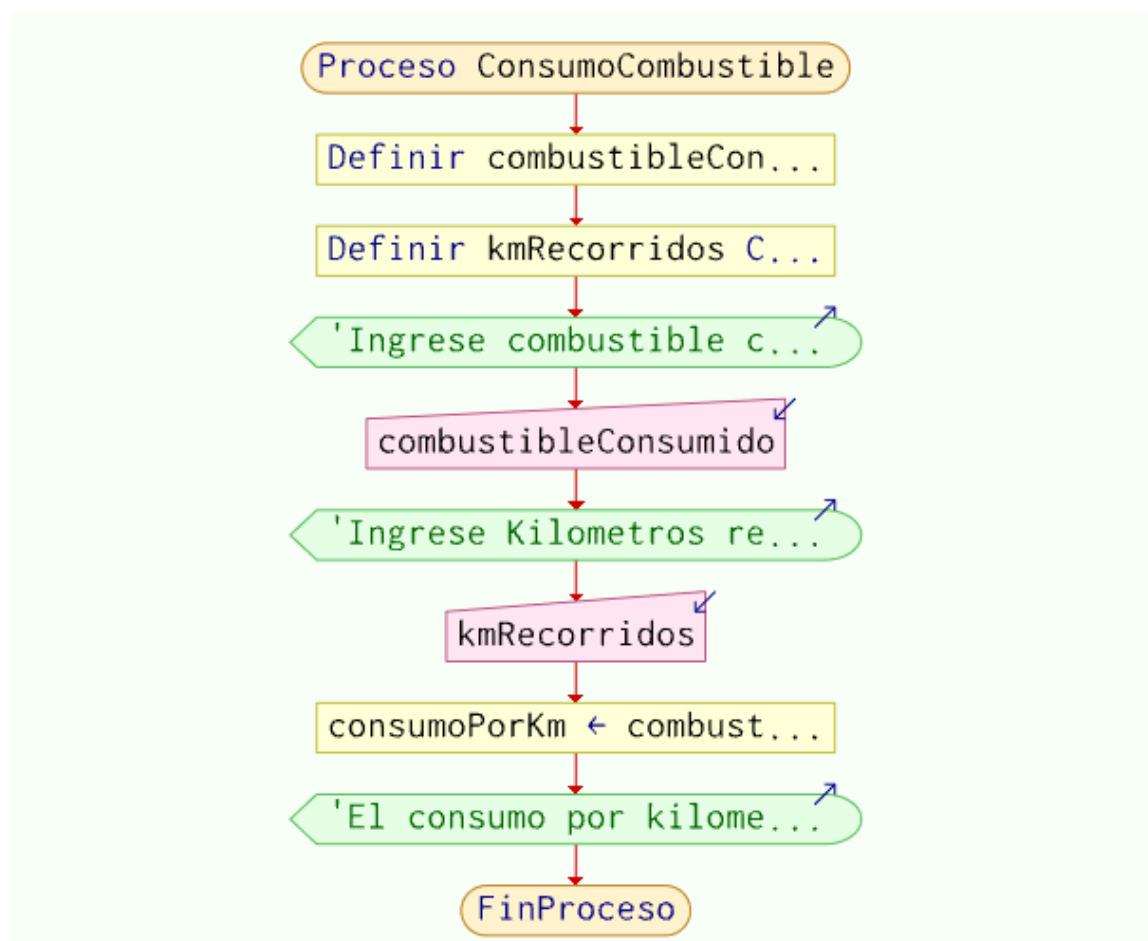 Proceso ConsumoCombustible
Definir combustibleCon...
Definir kmRecorridos C...
'Ingrese combustible c...
combustibleConsumido
'Ingrese Kilometros re...
kmRecorridos
consumoPorKm ← combust...
'El consumo por kilome...
FinProceso